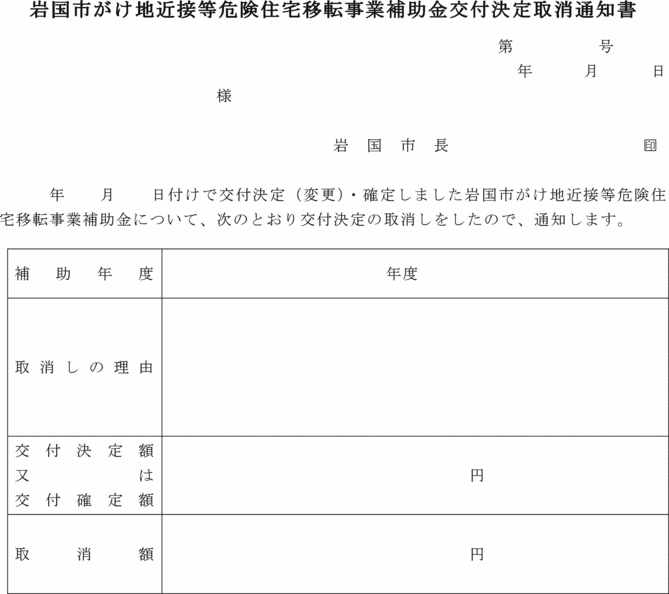 岩国市がけ地近接等危険住宅移転事業補助金交付決定取消通知書
第　　　　　号
年　　　月　　　日
様
岩　国　市　長　　　　　　　　　　　　印
年　　月　　日付けで交付決定（変更）・確定しました岩国市がけ地近接等危険住
宅移転事業補助金について、次のとおり交付決定の取消しをしたので、通知します。
補助年度　　　年度
取消しの理由
交付決定額
又は　　　円
交付確定額
取消額　　　円